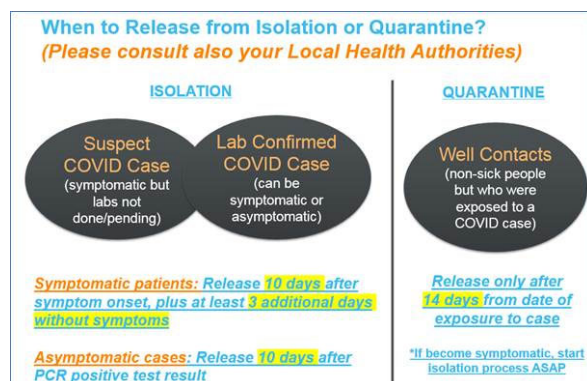 When to Release from Isolation or Quarantine?
(Please consult also your Local Health Authorities)
ISOLATION
Suspect
COVID Case
(symptomatic but
labs not
done/pending)
Lab Confirmed
COVID Case
(can be
symptomatic or
asymptomatic)
Symptomatic patients: Release 10 days after
symptom onset, plus at least 3 additional days
without symptoms
Asymptomatic cases: Release 10 days after
PCR positive test result
QUARANTINE
Well Contacts
(non-sick people
but who were
exposed to a
COVID case)
Release only after
14 days from date of
exposure to case
*If become symptomatic, start
isolation process ASAP